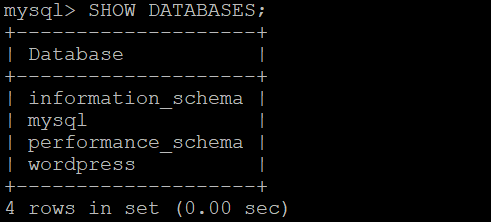 mysql> SHOW DATABASES;
+--------------------+
| Database           |
+--------------------+
| information_schema |
| mysql              |
| performance_schema |
| wordpress          |
+--------------------+
4 rows in set (0.00 sec)